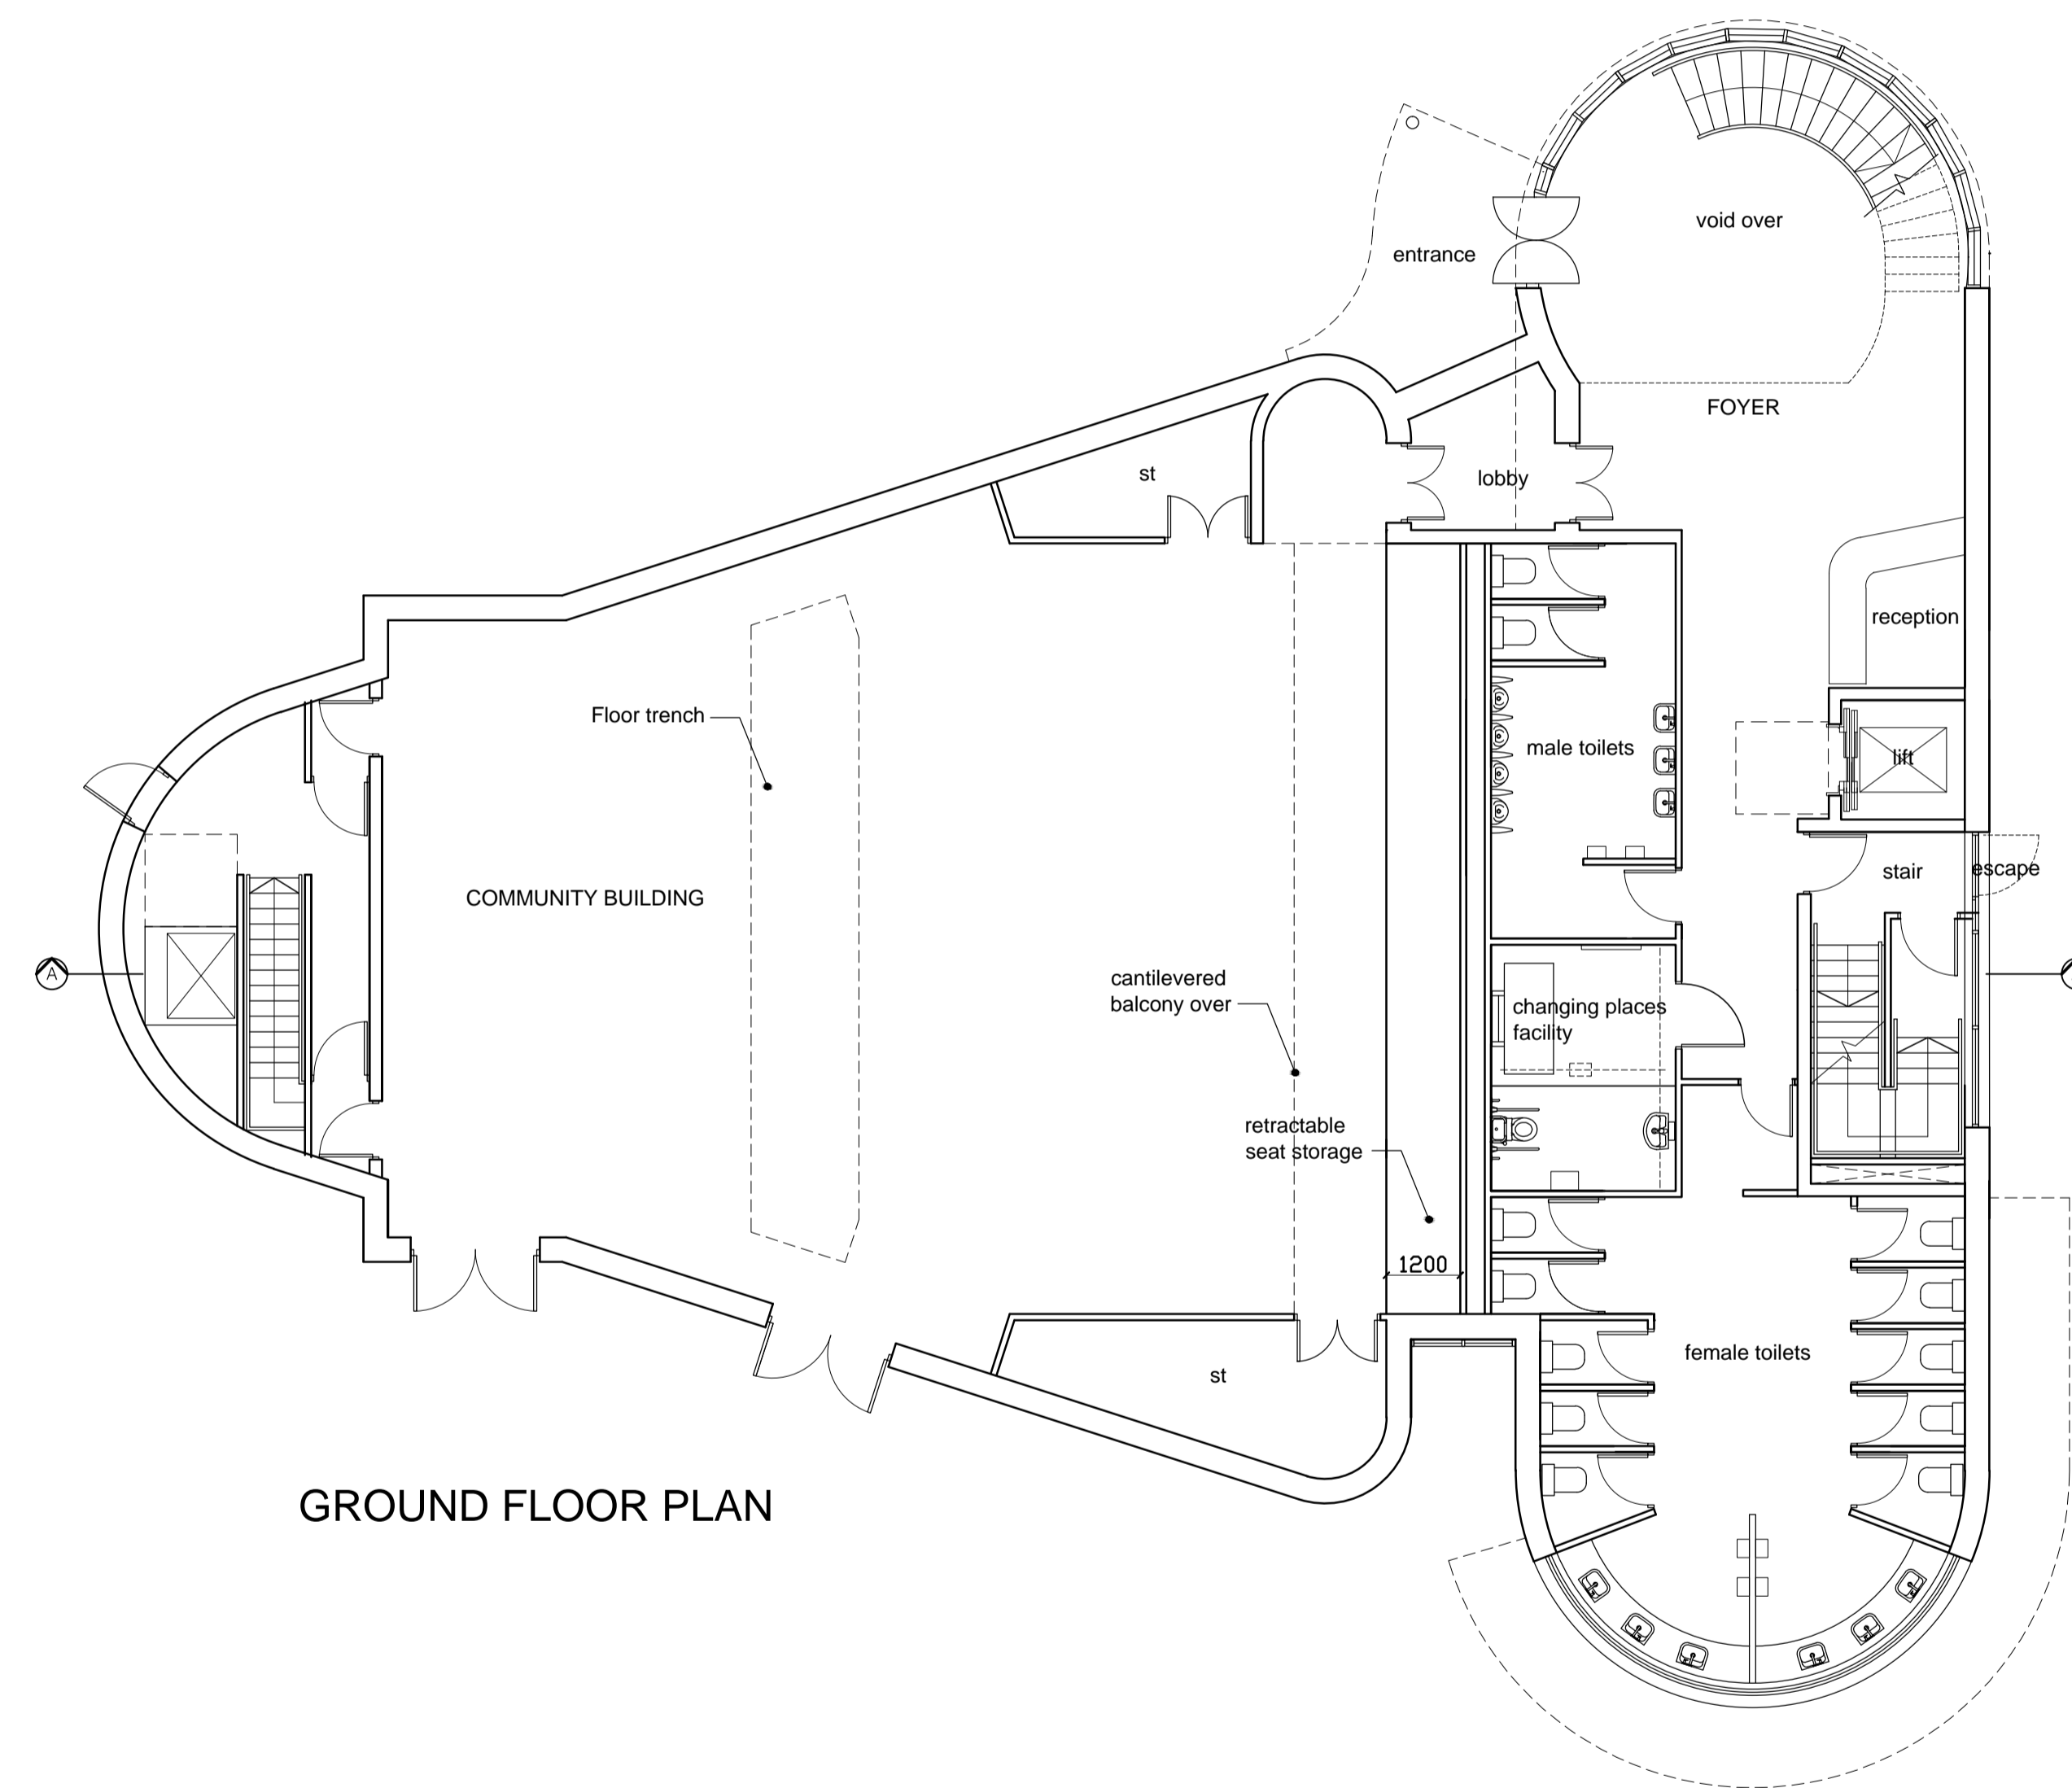 void over
entrance
FOYER
st
lobby
reception
Floor trench
male toilets
lift
stair
escape
COMMUNITY BUILDING
A
cantilevered
balcony over
changing places
facility
retractable
seat storage
1200
female toilets
st
GROUND FLOOR PLAN